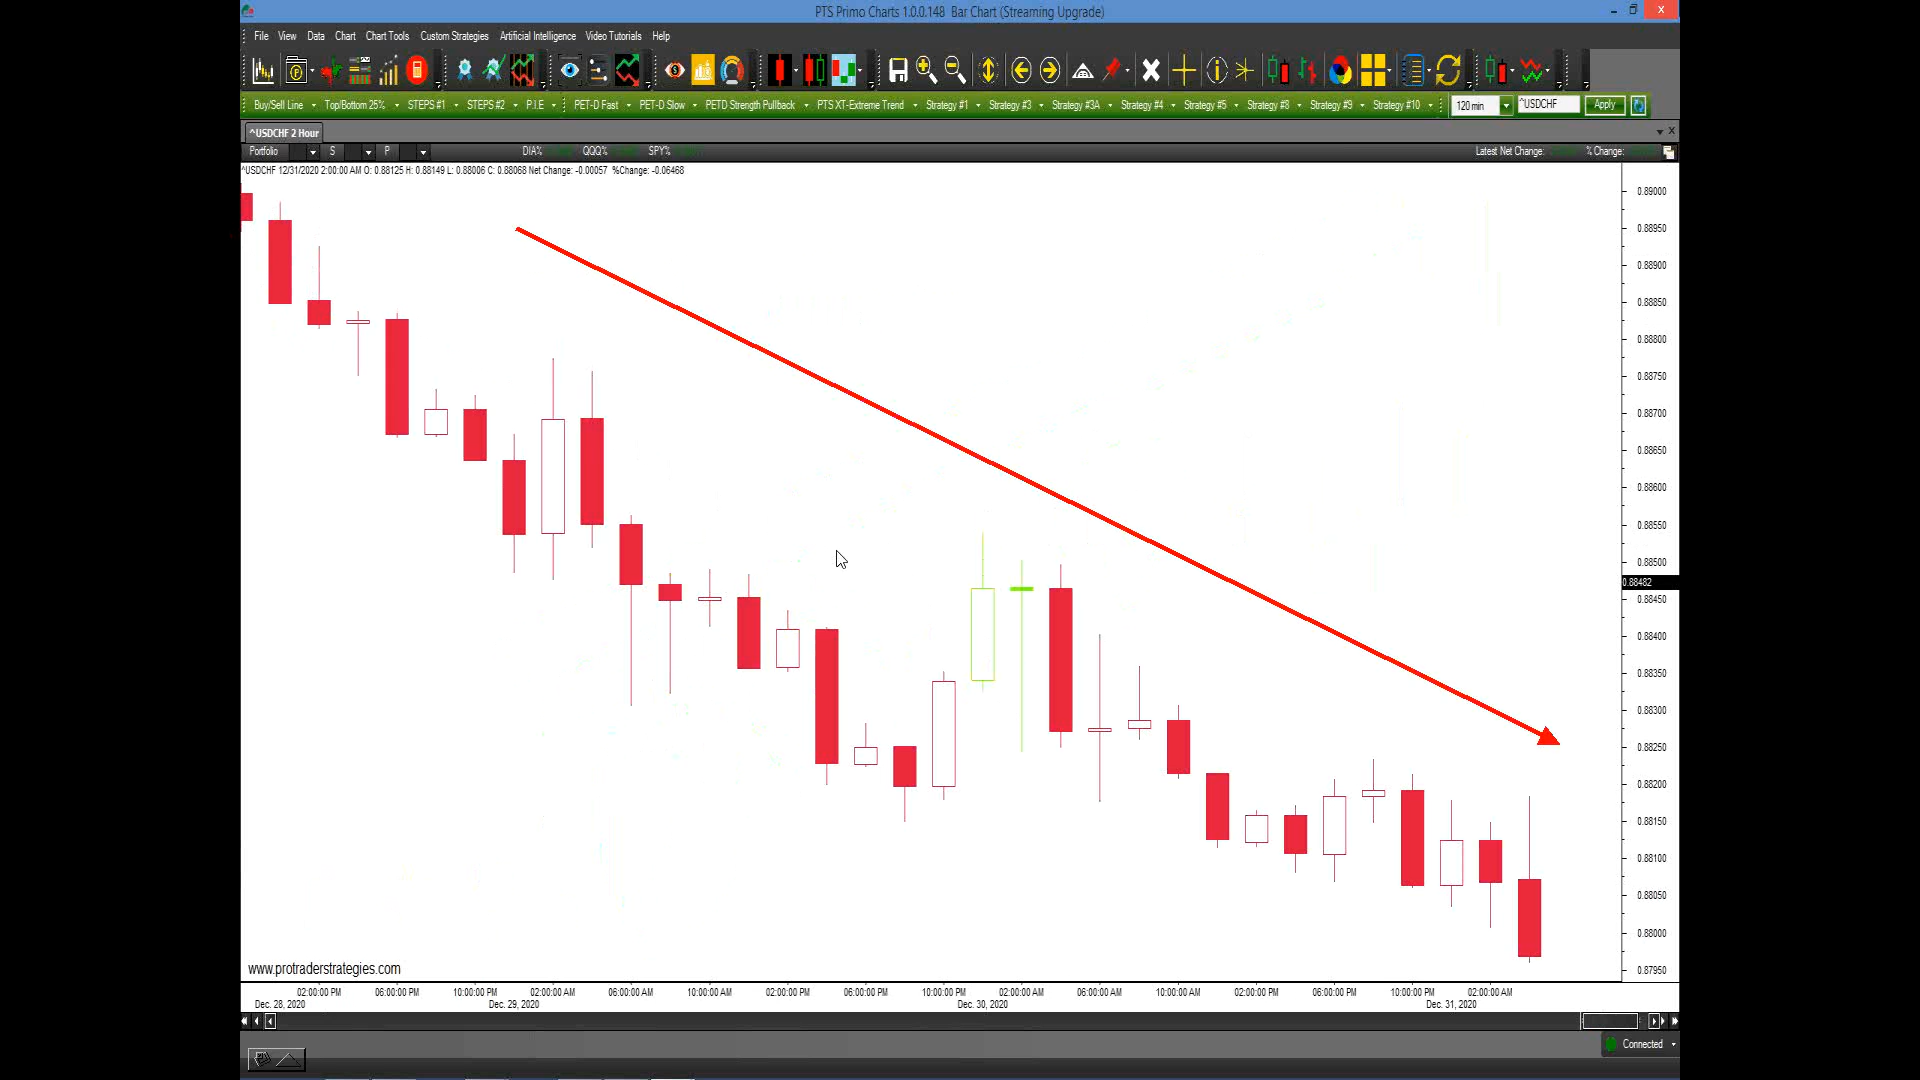 PTS Primo Charts 1.0.0.148 Bar Chart (Streaming Upgrade)
File View Data Chart Chart Tools Custom Strategies Artificial Intelligence Video Tutorials Help
Buy/Sell Line Top/Bottom 25% STEPS #1 STEPS #2 P.I.E PET-D Fast PET-D Slow PETD Strength Pullback PTS XT-Extreme Trend Strategy #1 Strategy #3 Strategy #3A Strategy #4 Strategy #5 Strategy #8 Strategy #9 Strategy #10 120 min ^USDCHF Apply
^USDCHF 2 Hour
Portfolio S P DIA% QQQ% SPY% Latest Net Change: % Change:
^USDCHF 12/31/2020 2:00:00 AM O: 0.88125 H: 0.88149 L: 0.88006 C: 0.88068 Net Change: -0.00057 %Change: -0.06468
0.89000
0.88950
0.88900
0.88850
0.88800
0.88750
0.88700
0.88650
0.88600
0.88550
0.88500
0.88482
0.88450
0.88400
0.88350
0.88300
0.88250
0.88200
0.88150
0.88100
0.88050
0.88000
0.87950
www.protraderstrategies.com
02:00:00 PM 06:00:00 PM 10:00:00 PM 02:00:00 AM 06:00:00 AM 10:00:00 AM 02:00:00 PM 06:00:00 PM 10:00:00 PM 02:00:00 AM 06:00:00 AM 10:00:00 AM 02:00:00 PM 06:00:00 PM 10:00:00 PM 02:00:00 AM
Dec. 28, 2020 Dec. 29, 2020 Dec. 30, 2020 Dec. 31, 2020
Connected